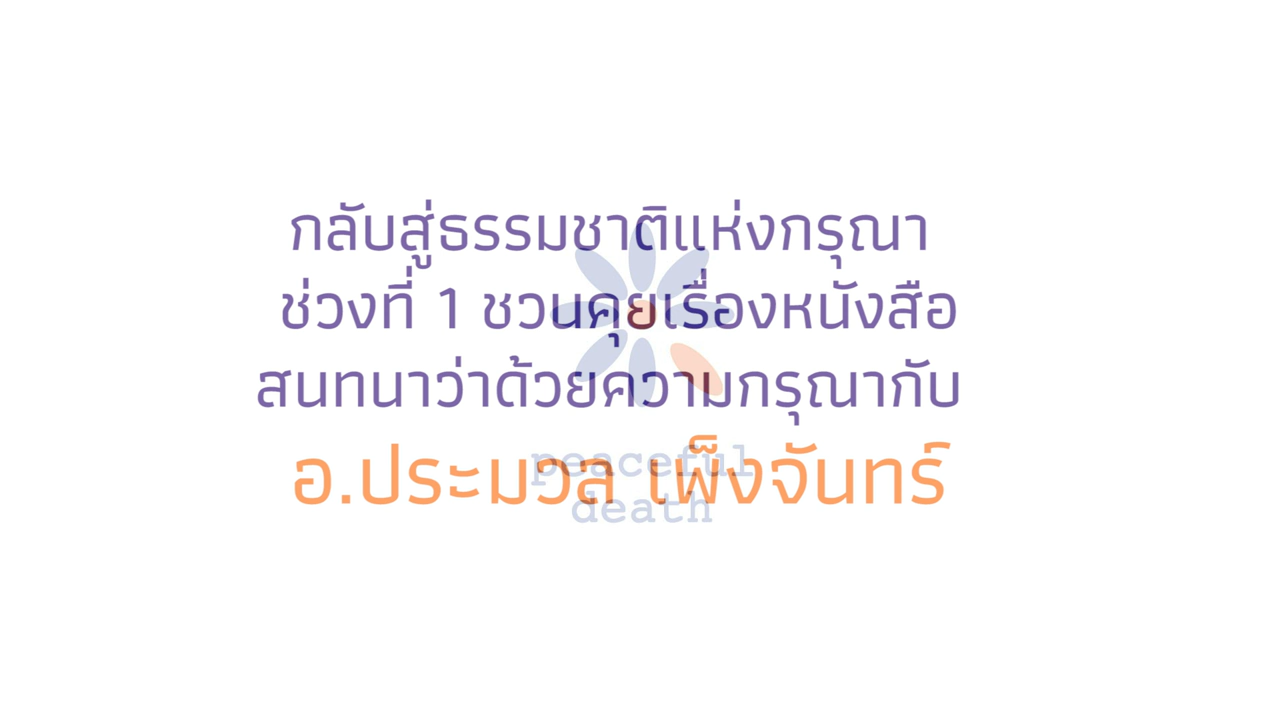 กลับสู่ธรรมชาติแห่งกรุณา
ช่วงที่ 1 ชวนคุยเรื่องหนังสือ
สนทนาว่าด้วยความกรุณากับ
อ.ประมวล เพ็งจันทร์
peaceful
death